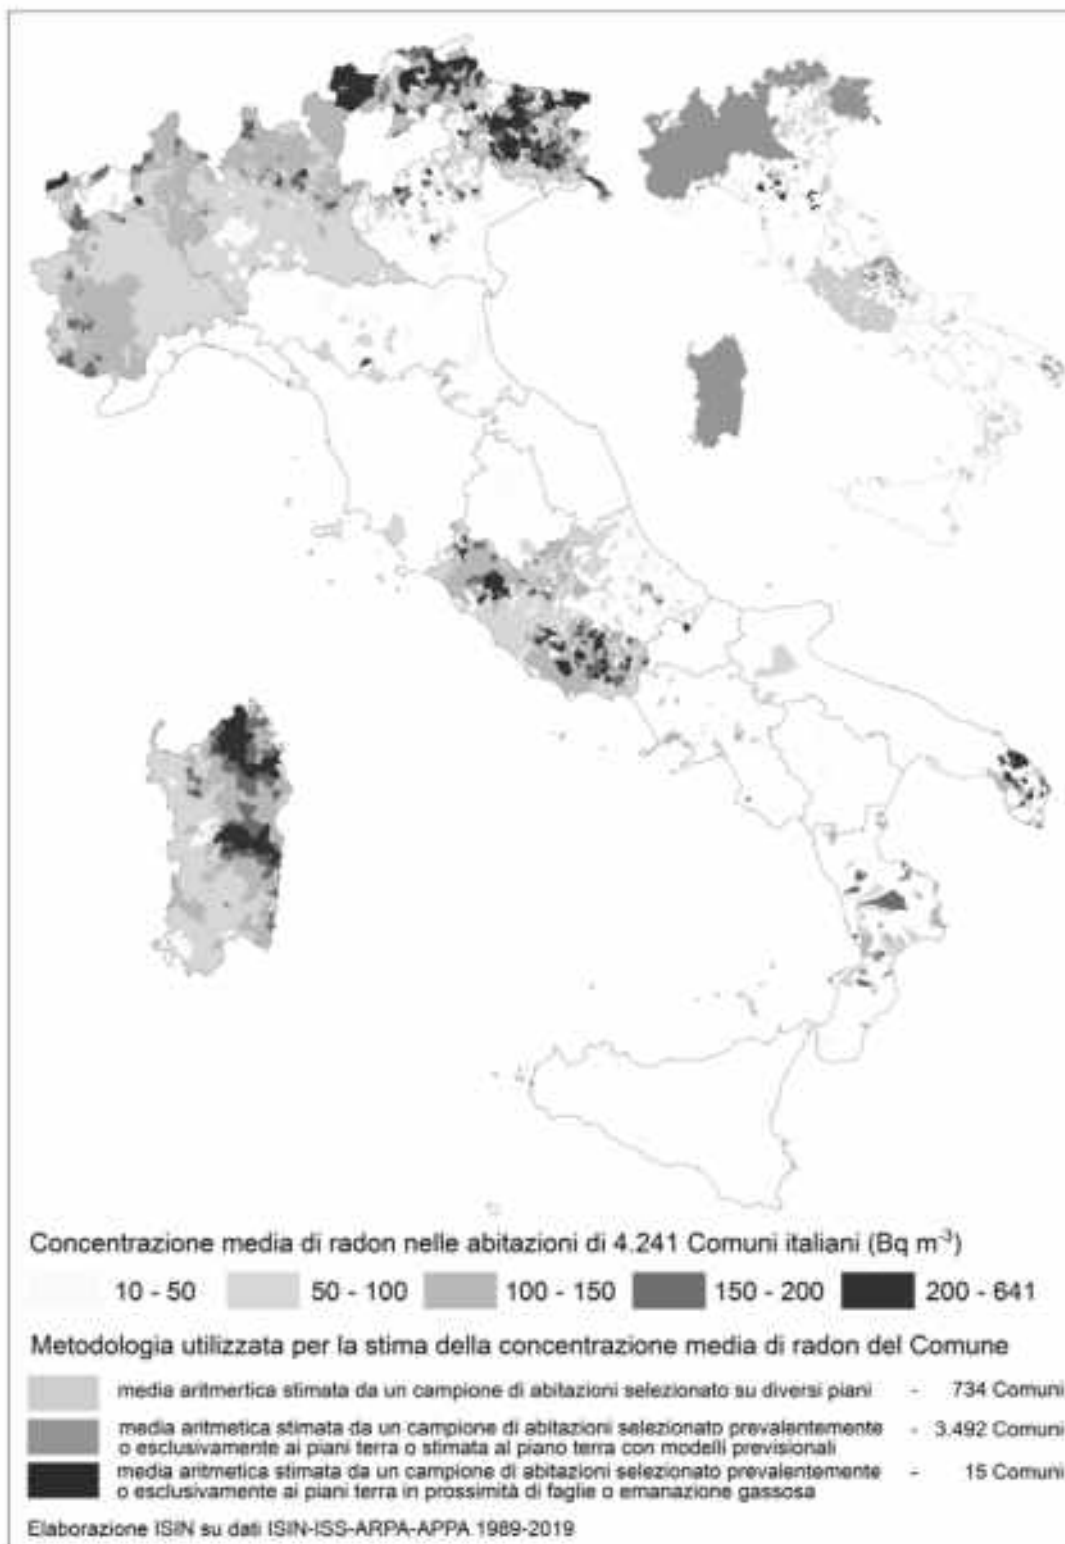 Concentrazione media di radon nelle abitazioni di 4.241 Comuni italiani (Bq m⁻³)
10 - 50 50 - 100 100 - 150 150 - 200 200 - 641
Metodologia utilizzata per la stima della concentrazione media di radon del Comune
media aritmertica stimata da un campione di abitazioni selezionato su diversi piani - 734 Comuni
media aritmetica stimata da un campione di abitazioni selezionato prevalentemente - 3.492 Comuni
o esclusivamente ai piani terra o stimata al piano terra con modelli previsionali
media aritmetica stimata da un campione di abitazioni selezionato prevalentemente - 15 Comuni
o esclusivamente ai piani terra in prossimità di faglie o emanazione gassosa
Elaborazione ISIN su dati ISIN-ISS-ARPA-APPA 1989-2019